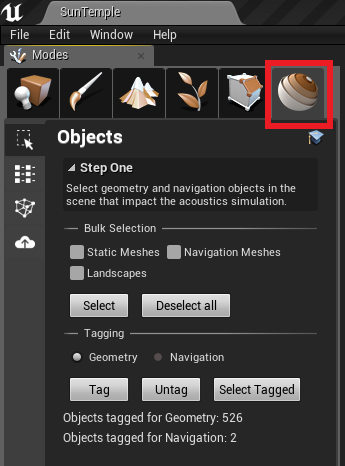 SunTemple
File Edit Window Help
Modes
Objects
Step One
Select geometry and navigation objects in the
scene that impact the acoustics simulation.
Bulk Selection
Static Meshes Navigation Meshes
Landscapes
Select Deselect all
Tagging
Geometry Navigation
Tag Untag Select Tagged
Objects tagged for Geometry: 526
Objects tagged for Navigation: 2